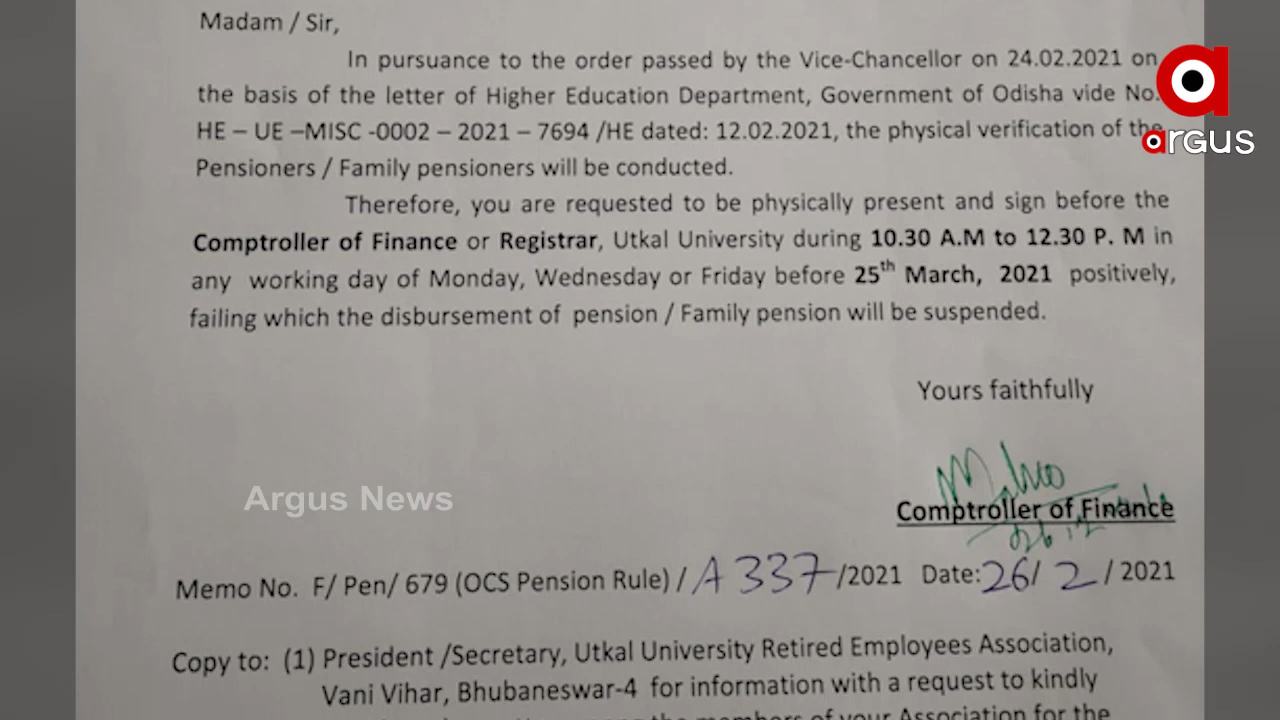 Madam / Sir,
In pursuance to the order passed by the Vice-Chancellor on 24.02.2021 on
the basis of the letter of Higher Education Department, Government of Odisha vide No.
HE – UE –MISC -0002 – 2021 – 7694 /HE dated: 12.02.2021, the physical verification of the
Pensioners / Family pensioners will be conducted.
Therefore, you are requested to be physically present and sign before the
Comptroller of Finance or Registrar, Utkal University during 10.30 A.M to 12.30 P. M in
any working day of Monday, Wednesday or Friday before 25th March, 2021 positively,
failing which the disbursement of pension / Family pension will be suspended.
Yours faithfully
Comptroller of Finance
Memo No. F/ Pen/ 679 (OCS Pension Rule) / A 337/2021 Date:26/ 2 / 2021
Copy to: (1) President /Secretary, Utkal University Retired Employees Association,
Vani Vihar, Bhubaneswar-4 for information with a request to kindly
the members of your Association for the
argus
Argus News